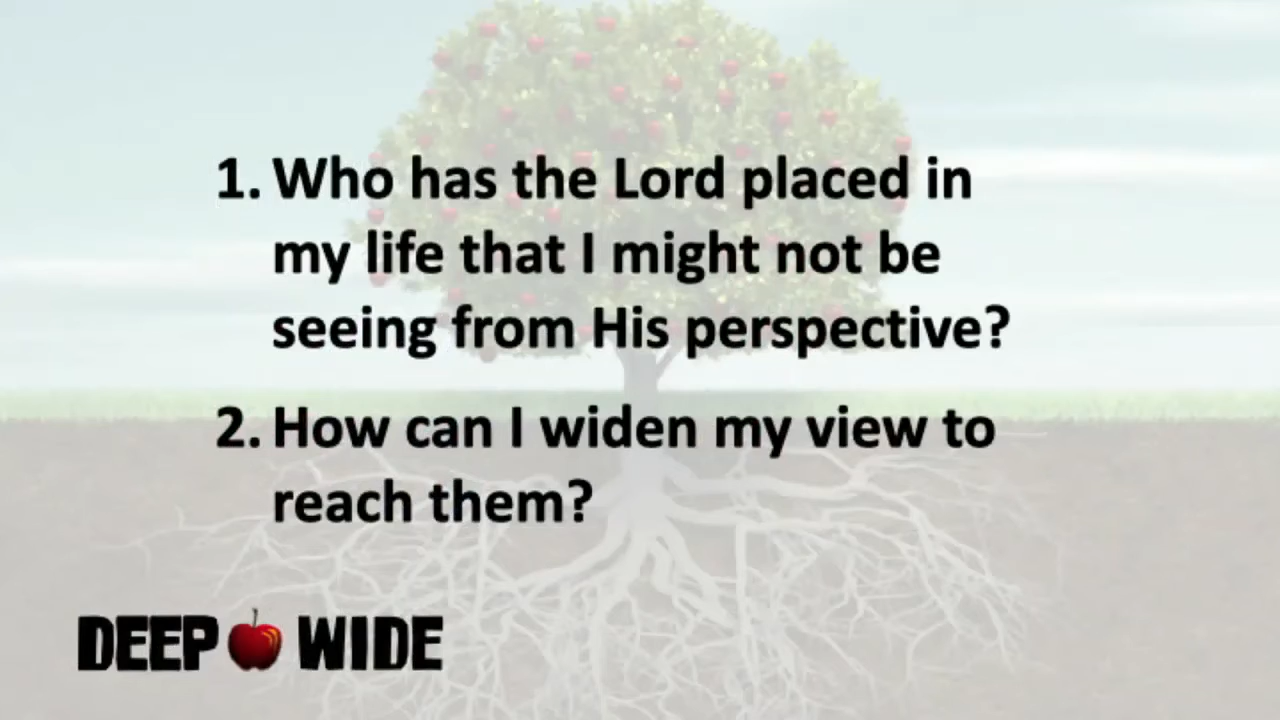 1. Who has the Lord placed in
my life that I might not be
seeing from His perspective?
2. How can I widen my view to
reach them?
DEEP WIDE